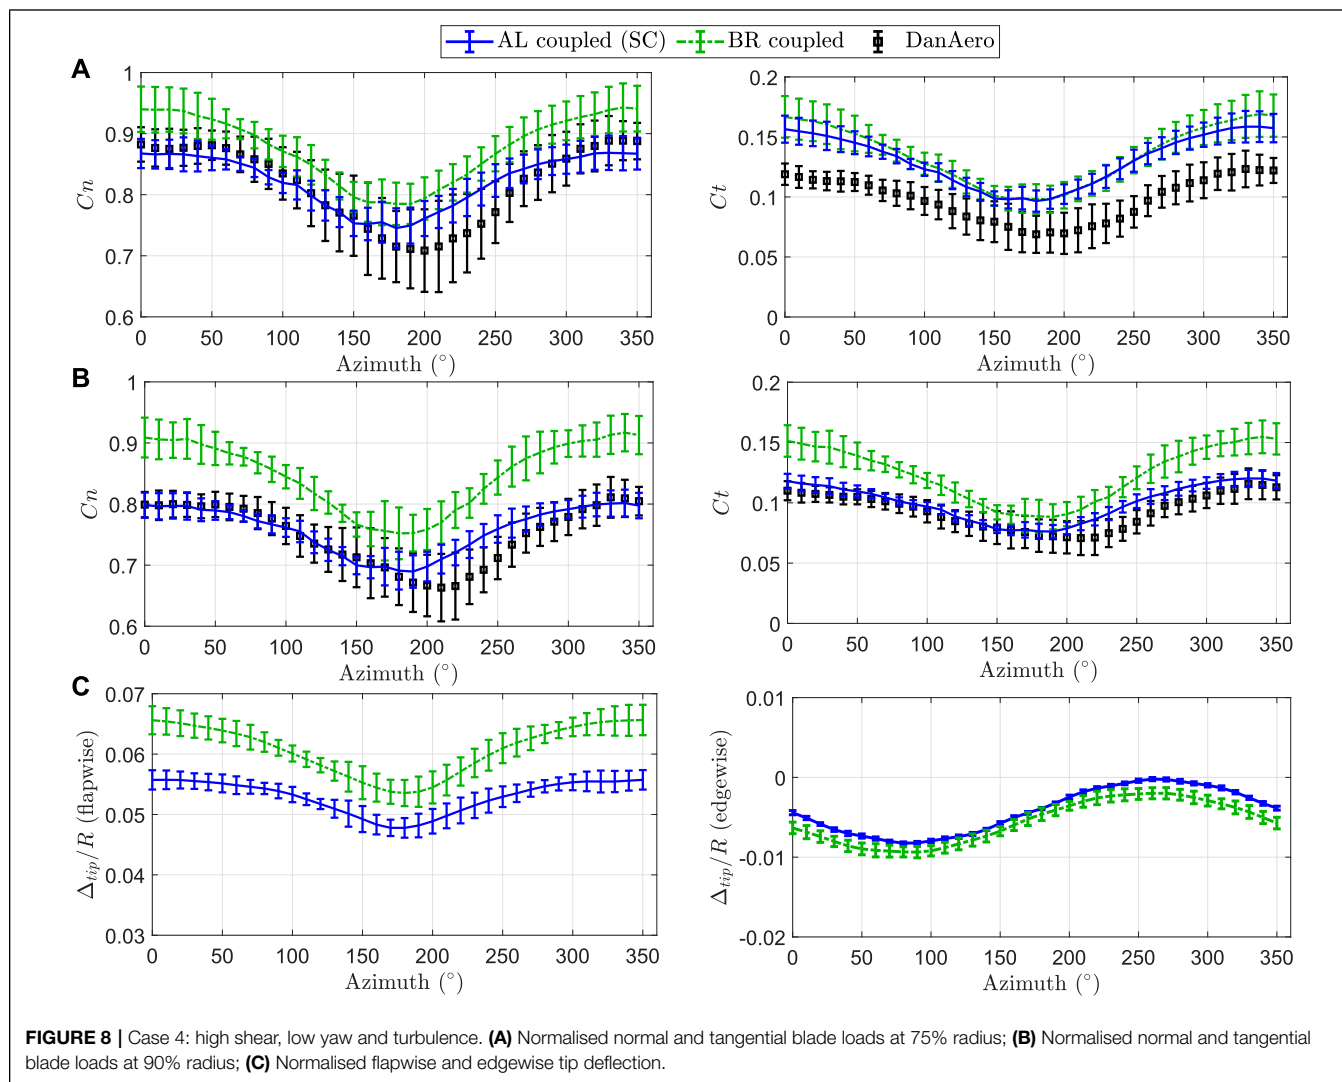 AL coupled (SC) BR coupled DanAero
A
1
0.9
0.8
0.7
0.6
Cn
0 50 100 150 200 250 300 350
Azimuth (°)
0.2
0.15
0.1
0.05
0
Ct
0 50 100 150 200 250 300 350
Azimuth (°)
B
1
0.9
0.8
0.7
0.6
Cn
0 50 100 150 200 250 300 350
Azimuth (°)
0.2
0.15
0.1
0.05
0
Ct
0 50 100 150 200 250 300 350
Azimuth (°)
C
0.07
0.06
0.05
0.04
0.03
Δtip/R (flapwise)
0 50 100 150 200 250 300 350
Azimuth (°)
0.01
0
-0.01
-0.02
Δtip/R (edgewise)
0 50 100 150 200 250 300 350
Azimuth (°)
FIGURE 8 | Case 4: high shear, low yaw and turbulence. (A) Normalised normal and tangential blade loads at 75% radius; (B) Normalised normal and tangential
blade loads at 90% radius; (C) Normalised flapwise and edgewise tip deflection.